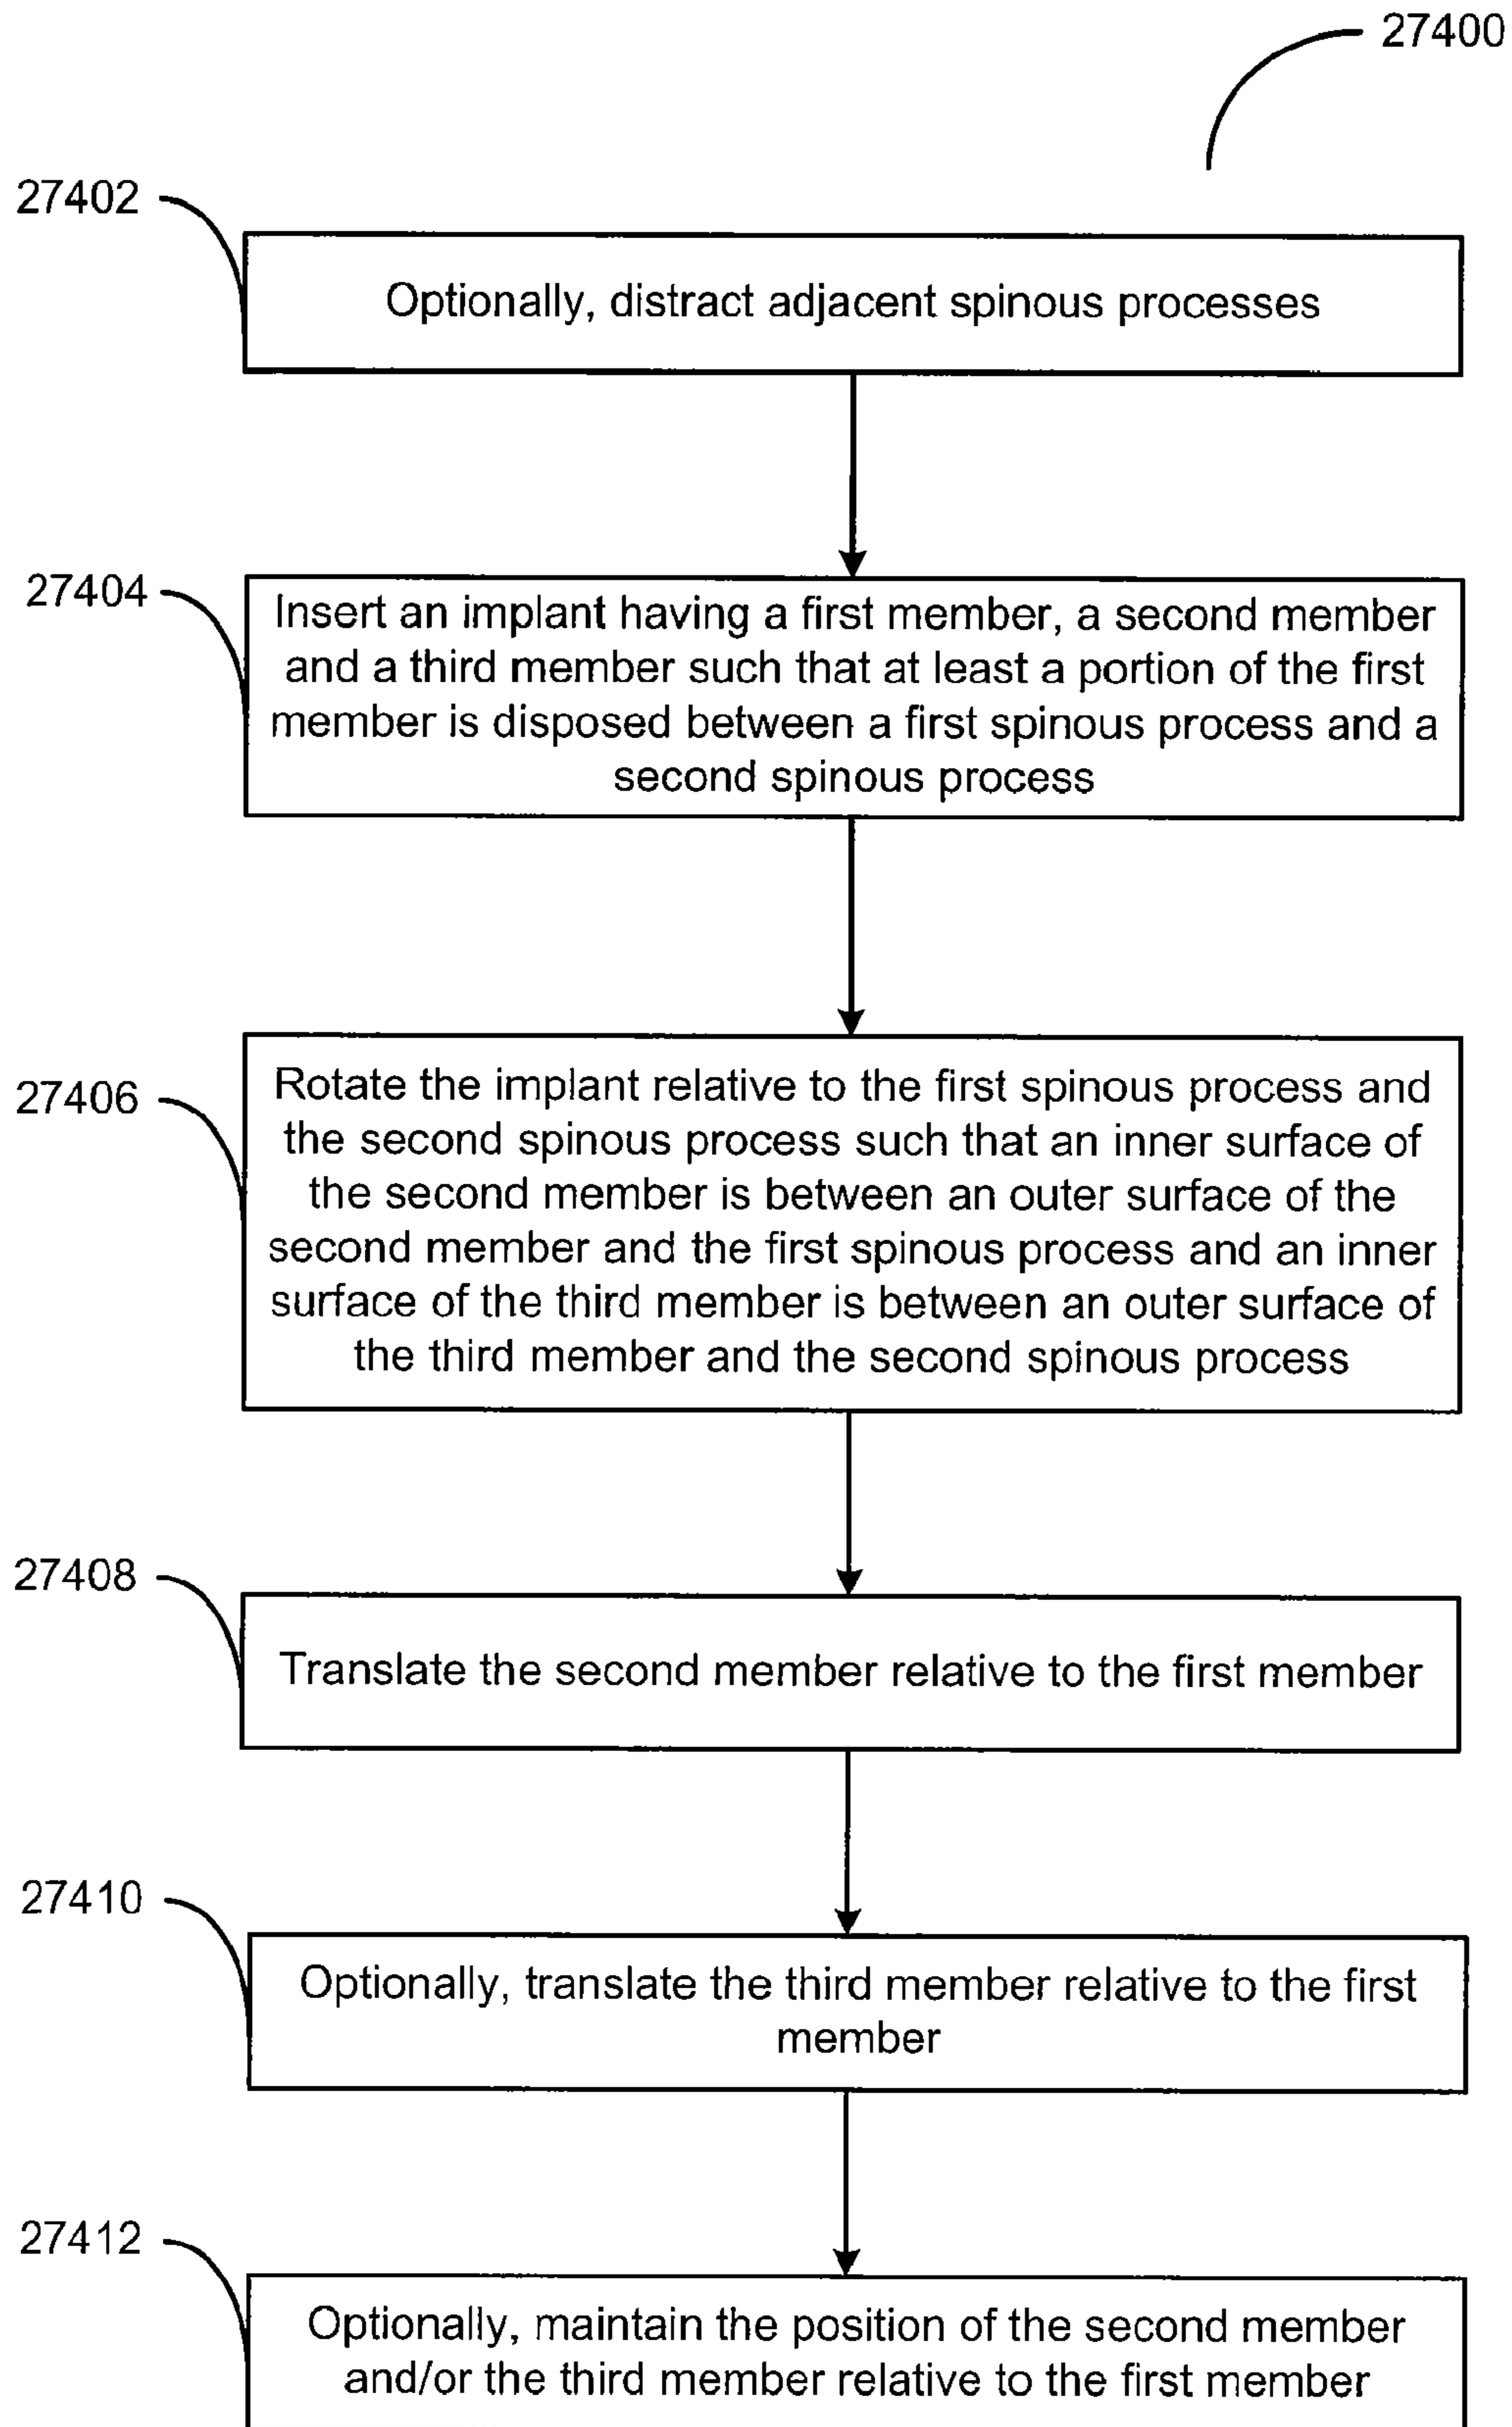 27400
27402
Optionally, distract adjacent spinous processes
27404
Insert an implant having a first member, a second member
and a third member such that at least a portion of the first
member is disposed between a first spinous process and a
second spinous process
27406
Rotate the implant relative to the first spinous process and
the second spinous process such that an inner surface of
the second member is between an outer surface of the
second member and the first spinous process and an inner
surface of the third member is between an outer surface of
the third member and the second spinous process
27408
Translate the second member relative to the first member
27410
Optionally, translate the third member relative to the first
member
27412
Optionally, maintain the position of the second member
and/or the third member relative to the first member